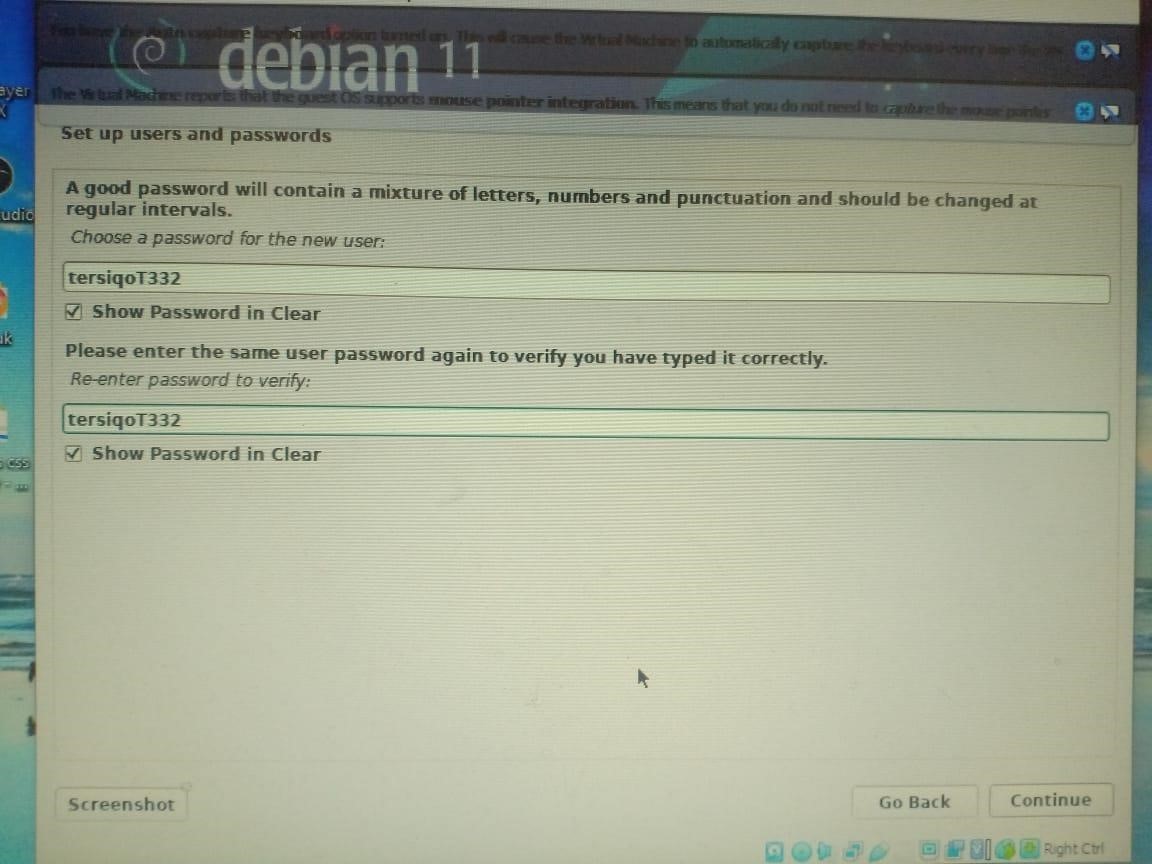 You have the Auto capture keyboard option turned on. This will cause the Virtual Machine to automatically capture the keyboard every time the
debian 11
The Virtual Machine reports that the guest OS supports mouse pointer integration. This means that you do not need to capture the mouse pointer
ayer
X
Set up users and passwords
A good password will contain a mixture of letters, numbers and punctuation and should be changed at
regular intervals.
udio
Choose a password for the new user:
tersiqoT332
Show Password in Clear
uk
Please enter the same user password again to verify you have typed it correctly.
Re-enter password to verify:
tersiqoT332
Show Password in Clear
css
- ...
Screenshot
Go Back
Continue
Right Ctrl